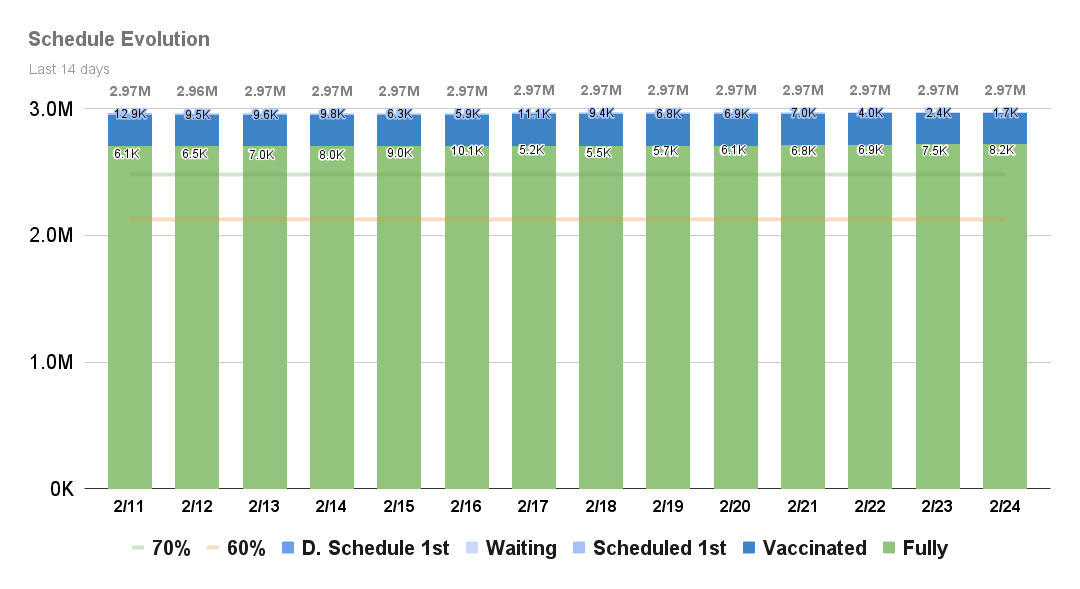 Schedule Evolution
Last 14 days
2.97M 2.96M 2.97M 2.97M 2.97M 2.97M 2.97M 2.97M 2.97M 2.97M 2.97M 2.97M 2.97M 2.97M
3.0M
12.9K 9.5K 9.6K 9.8K 6.3K 5.9K 11.1K 9.4K 6.8K 6.9K 7.0K 4.0K 2.4K 1.7K
6.1K 6.5K 7.0K 8.0K 9.0K 10.1K 5.2K 5.5K 5.7K 6.1K 6.8K 6.9K 7.5K 8.2K
2.0M
1.0M
0K
2/11 2/12 2/13 2/14 2/15 2/16 2/17 2/18 2/19 2/20 2/21 2/22 2/23 2/24
70% 60% D. Schedule 1st Waiting Scheduled 1st Vaccinated Fully